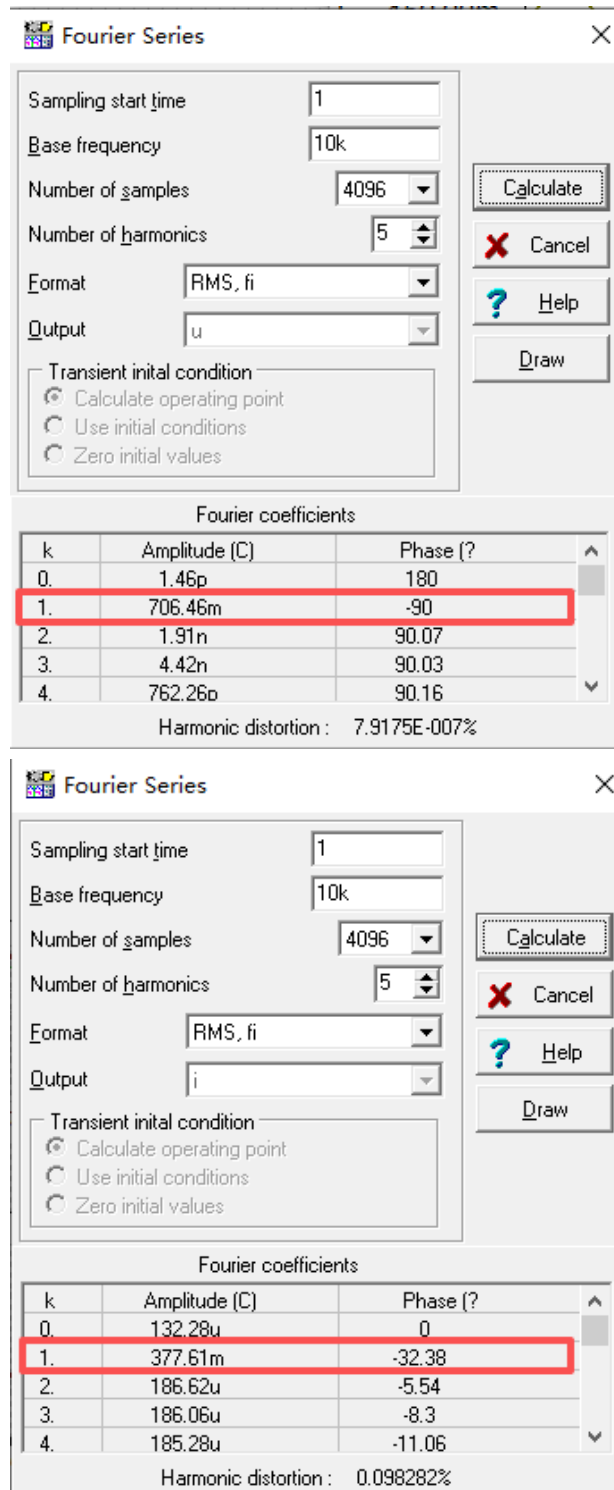 Fourier Series
Sampling start time 1
Base frequency 10k
Number of samples 4096 Calculate
Number of harmonics 5 Cancel
Format RMS, fi Help
Output u Draw
Transient inital condition
Calculate operating point
Use initial conditions
Zero initial values
Fourier coefficients
k Amplitude (C) Phase (?
0. 1.46p 180
1. 706.46m -90
2. 1.91n 90.07
3. 4.42n 90.03
4. 762.26p 90.16
Harmonic distortion : 7.9175E-007%
Fourier Series
Sampling start time 1
Base frequency 10k
Number of samples 4096 Calculate
Number of harmonics 5 Cancel
Format RMS, fi Help
Output i Draw
Transient inital condition
Calculate operating point
Use initial conditions
Zero initial values
Fourier coefficients
k Amplitude (C) Phase (?
0. 132.28u 0
1. 377.61m -32.38
2. 186.62u -5.54
3. 186.06u -8.3
4. 185.28u -11.06
Harmonic distortion : 0.098282%